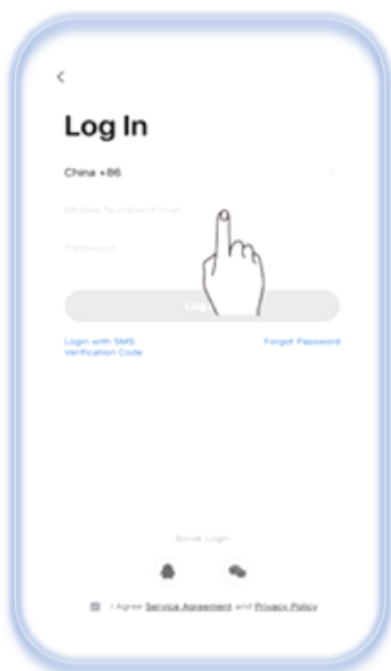 Log In
China +86
Mobile Number/Email
Password
Log
Login with SMS
Verification Code
Forgot Password
Social Login
I Agree Service Agreement and Privacy Policy